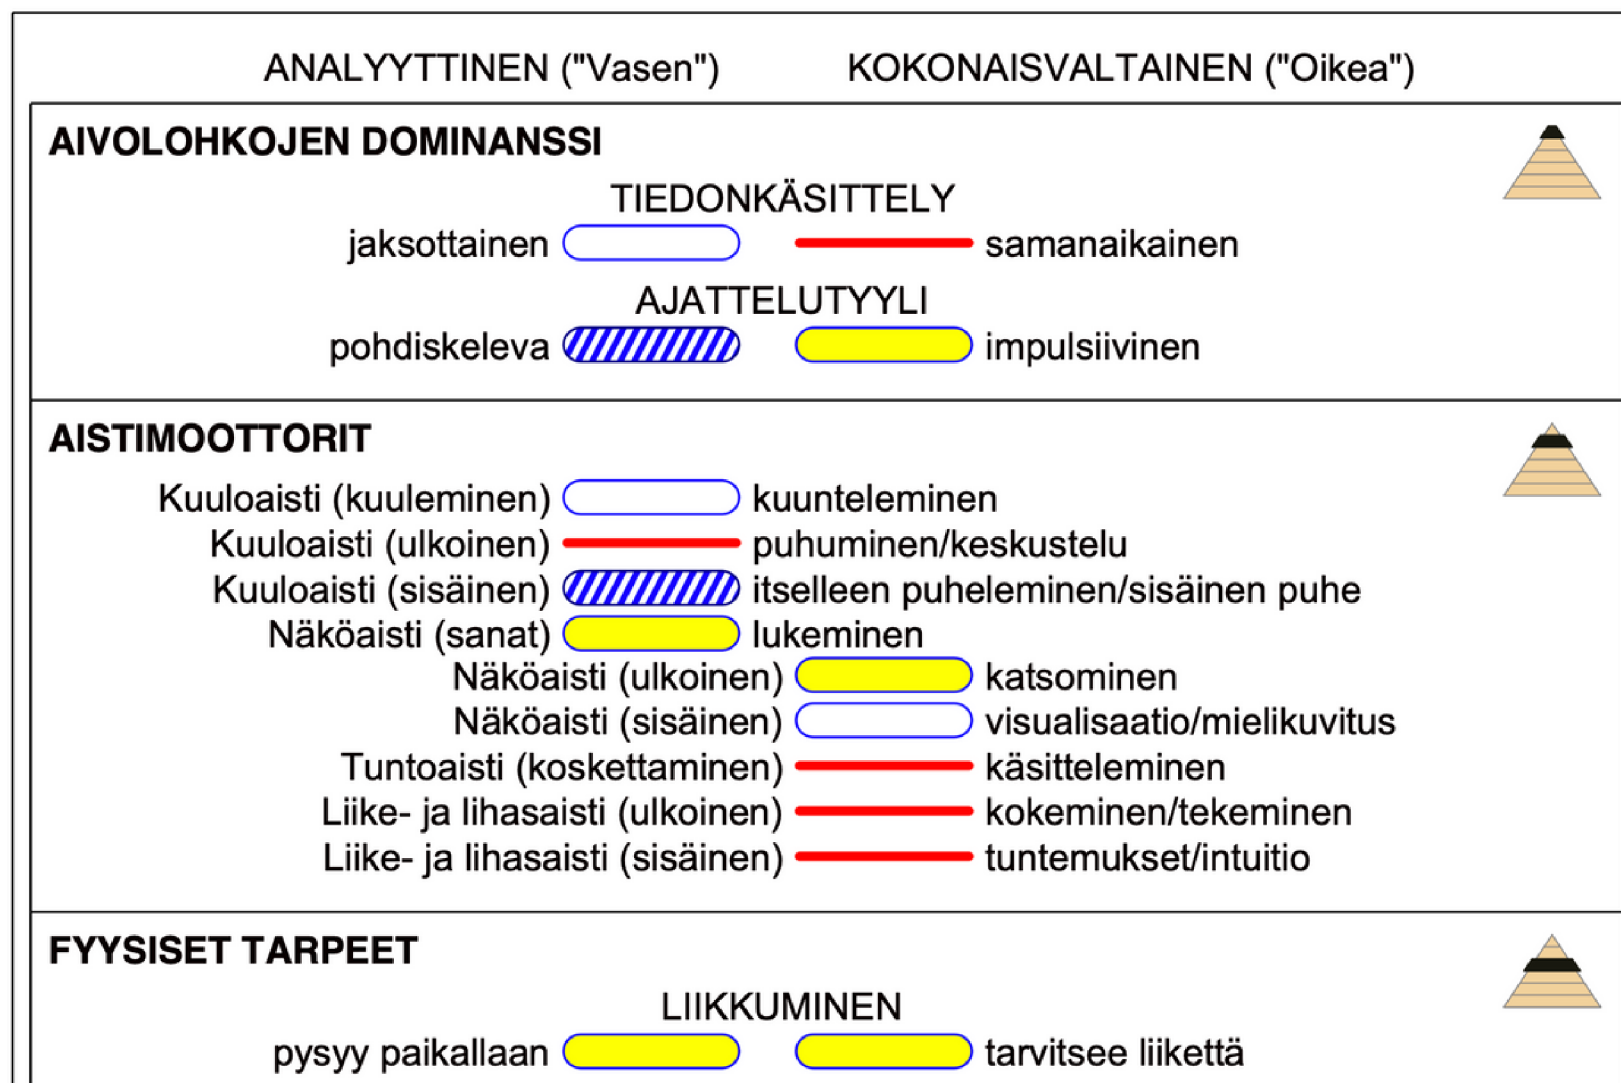 ANALYYTTINEN ("Vasen") KOKONAISVALTAINEN ("Oikea")
AIVOLOHKOJEN DOMINANSSI
TIEDONKÄSITTELY
jaksottainen samanaikainen
AJATTELUTYYLI
pohdiskeleva impulsiivinen
AISTIMOOTTORIT
Kuuloaisti (kuuleminen) kuunteleminen
Kuuloaisti (ulkoinen) puhuminen/keskustelu
Kuuloaisti (sisäinen) itselleen puheleminen/sisäinen puhe
Näköaisti (sanat) lukeminen
Näköaisti (ulkoinen) katsominen
Näköaisti (sisäinen) visualisaatio/mielikuvitus
Tuntoaisti (koskettaminen) käsitteleminen
Liike- ja lihasaisti (ulkoinen) kokeminen/tekeminen
Liike- ja lihasaisti (sisäinen) tuntemukset/intuitio
FYYSISET TARPEET
LIIKKUMINEN
pysyy paikallaan tarvitsee liikettä